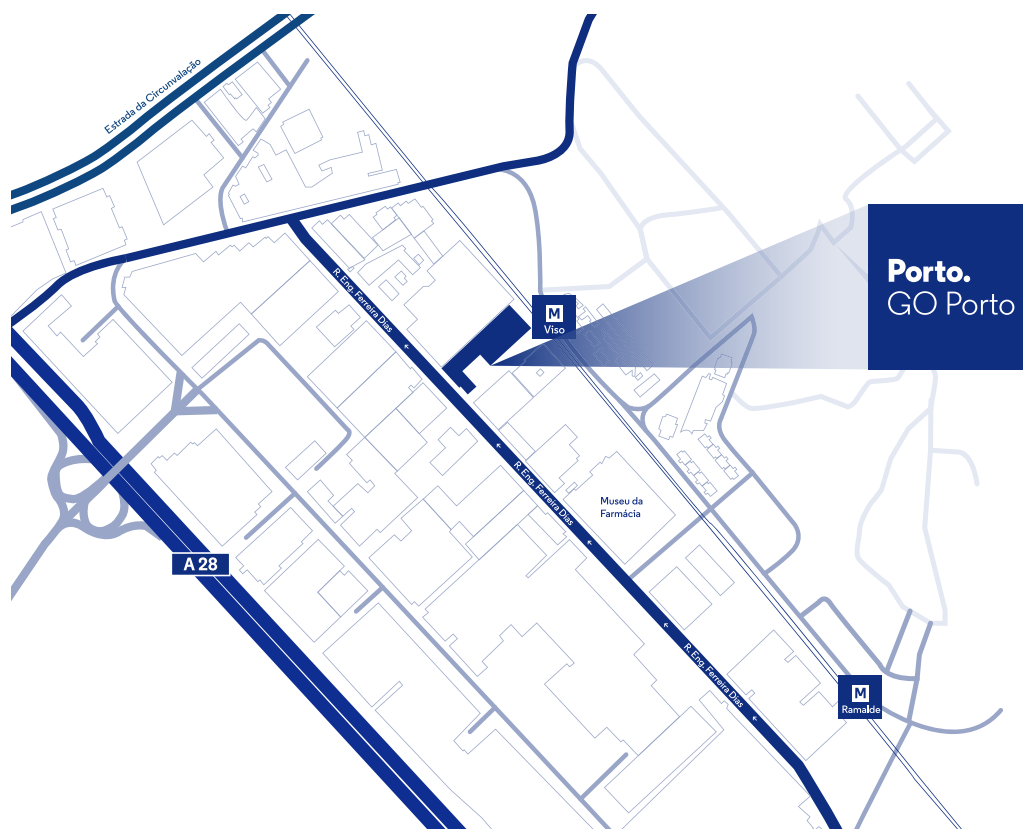 Estrada da Circunvalação
R. Eng. Ferreira Dias
M
Viso
Porto.
GO Porto
R. Eng. Ferreira Dias
Museu da
Farmácia
A 28
R. Eng. Ferreira Dias
M
Ramalde